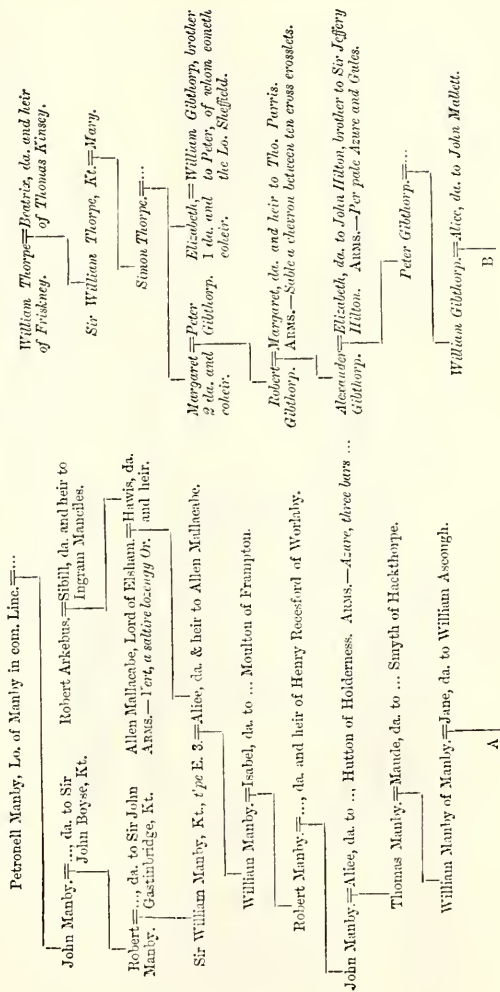 Petronell Manby, Lo. of Manby in com. Linc.=...
John Manby.=..., da. to Sir
John Boyse, Kt.
Robert Arkebus.=Sibill, da. and heir to
Ingram Manciles.
Robert=..., da. to Sir John
Manby. Gastinbridge, Kt.
Allen Mallacabe, Lord of Elsham.=Hawis, da.
ARMS.—Vert, a saltire lozengy Or. and heir.
Sir William Manby, Kt., t'pe E. 3.=Alice, da. & heir to Allen Mallacabe.
William Manby.=Isabel, da. to ... Moulton of Frampton.
Robert Manby.=..., da. and heir of Henry Recesford of Worlaby.
John Manby.=Alice, da. to ... Hutton of Holderness. ARMS.—Azure, three bars ...
Thomas Manby.=Maude, da. to ... Smyth of Hackthorpe.
William Manby of Manby.=Jane, da. to William Ascough.
A
William Thorpe=Beatrix, da. and heir
of Friskney. of Thomas Kinsey.
Sir William Thorpe, Kt.=Mary.
Simon Thorpe.=...
Margaret=Peter
2 da. and Gibthorp.
coheir.
Elizabeth,=William Gibthorp, brother
1 da. and to Peter, of whom cometh
coheir. the Lo. Sheffield.
Robert=Margaret, da. and heir to Tho. Parris.
Gibthorp. ARMS.—Sable a chevron between ten cross crosslets.
Alexander=Elizabeth, da. to John Hilton, brother to Sir Jeffery
Gibthorp. Hilton. ARMS.—Per pale Azure and Gules.
Peter Gibthorp.=...
William Gibthorp.=Alice, da. to John Mallett.
B